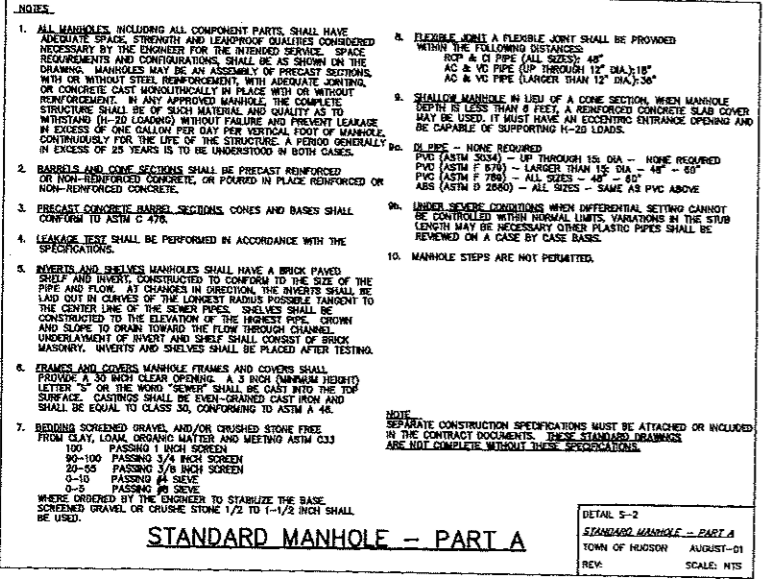 NOTES
1. ALL MANHOLES, INCLUDING ALL COMPONENT PARTS, SHALL HAVE
ADEQUATE SPACE, STRENGTH AND LEAKPROOF QUALITIES CONSIDERED
NECESSARY BY THE ENGINEER FOR THE INTENDED SERVICE. SPACE
REQUIREMENTS AND CONFIGURATIONS, SHALL BE AS SHOWN ON THE
DRAWING. MANHOLES MAY BE AN ASSEMBLY OF PRECAST SECTIONS,
WITH OR WITHOUT STEEL REINFORCEMENT, WITH ADEQUATE JOINTING,
OR CONCRETE CAST MONOLITHICALLY IN PLACE WITH OR WITHOUT
REINFORCEMENT. IN ANY APPROVED MANHOLE, THE COMPLETE
STRUCTURE SHALL BE OF SUCH MATERIAL AND QUALITY AS TO
WITHSTAND (H-20 LOADING) WITHOUT FAILURE AND PREVENT LEAKAGE
IN EXCESS OF ONE GALLON PER DAY PER VERTICAL FOOT OF MANHOLE,
CONTINUOUSLY FOR THE LIFE OF THE STRUCTURE. A PERIOD GENERALLY
IN EXCESS OF 25 YEARS IS TO BE UNDERSTOOD IN BOTH CASES.
2. BARRELS AND CONE SECTIONS SHALL BE PRECAST REINFORCED
OR NON-REINFORCED CONCRETE, OR POURED IN PLACE REINFORCED OR
NON-REINFORCED CONCRETE.
3. PRECAST CONCRETE BARREL SECTIONS, CONES AND BASES SHALL
CONFORM TO ASTM C 478.
4. LEAKAGE TEST SHALL BE PERFORMED IN ACCORDANCE WITH THE
SPECIFICATIONS.
5. INVERTS AND SHELVES MANHOLES SHALL HAVE A BRICK PAVED
SHELF AND INVERT, CONSTRUCTED TO CONFORM TO THE SIZE OF THE
PIPE AND FLOW. AT CHANGES IN DIRECTION, THE INVERTS SHALL BE
LAID OUT IN CURVES OF THE LONGEST RADIUS POSSIBLE TANGENT TO
THE CENTER LINE OF THE SEWER PIPES. SHELVES SHALL BE
CONSTRUCTED TO THE ELEVATION OF THE HIGHEST PIPE. CROWN
AND SLOPE TO DRAIN TOWARD THE FLOW THROUGH CHANNEL.
UNDERLAYMENT OF INVERT AND SHELF SHALL CONSIST OF BRICK
MASONRY. INVERTS AND SHELVES SHALL BE PLACED AFTER TESTING.
6. FRAMES AND COVERS MANHOLE FRAMES AND COVERS SHALL
PROVIDE A 30 INCH CLEAR OPENING. A 3 INCH (MINIMUM HEIGHT)
LETTER "S" OR THE WORD "SEWER" SHALL BE CAST INTO THE TOP
SURFACE. CASTINGS SHALL BE EVEN-GRAINED CAST IRON AND
SHALL BE EQUAL TO CLASS 30, CONFORMING TO ASTM A 48.
7. BEDDING SCREENED GRAVEL AND/OR CRUSHED STONE FREE
FROM CLAY, LOAM, ORGANIC MATTER AND MEETING ASTM C33
100 PASSING 1 INCH SCREEN
90-100 PASSING 3/4 INCH SCREEN
20-55 PASSING 3/8 INCH SCREEN
0-10 PASSING #4 SIEVE
0-5 PASSING #8 SIEVE
WHERE ORDERED BY THE ENGINEER TO STABILIZE THE BASE
SCREENED GRAVEL OR CRUSHE STONE 1/2 TO 1-1/2 INCH SHALL
BE USED.
8. FLEXIBLE JOINT A FLEXIBLE JOINT SHALL BE PROVIDED
WITHIN THE FOLLOWING DISTANCES:
RCP & CI PIPE (ALL SIZES): 48"
AC & VC PIPE (UP THROUGH 12" DIA.):18"
AC & VC PIPE (LARGER THAN 12" DIA.):36"
9. SHALLOW MANHOLE IN LIEU OF A CONE SECTION, WHEN MANHOLE
DEPTH IS LESS THAN 6 FEET, A REINFORCED CONCRETE SLAB COVER
MAY BE USED. IT MUST HAVE AN ECCENTRIC ENTRANCE OPENING AND
BE CAPABLE OF SUPPORTING H-20 LOADS.
9a. DI PIPE - NONE REQUIRED
PVC (ASTM 3034) - UP THROUGH 15: DIA - NONE REQUIRED
PVC (ASTM F 679) - LARGER THAN 15: DIA - 48" - 60"
PVC (ASTM F 789) - ALL SIZES - 48" - 60"
ABS (ASTM D 2680) - ALL SIZES - SAME AS PVC ABOVE
9b. UNDER SEVERE CONDITIONS WHEN DIFFERENTIAL SETTING CANNOT
BE CONTROLLED WITHIN NORMAL LIMITS, VARIATIONS IN THE STUB
LENGTH MAY BE NECESSARY OTHER PLASTIC PIPES SHALL BE
REVIEWED ON A CASE BY CASE BASIS.
10. MANHOLE STEPS ARE NOT PERMITTED.
NOTE
SEPARATE CONSTRUCTION SPECIFICATIONS MUST BE ATTACHED OR INCLUDED
IN THE CONTRACT DOCUMENTS. THESE STANDARD DRAWINGS
ARE NOT COMPLETE WITHOUT THESE SPECIFICATIONS.
STANDARD MANHOLE - PART A
DETAIL S-2
STANDARD MANHOLE - PART A
TOWN OF HUDSON AUGUST-01
REV: SCALE: NTS